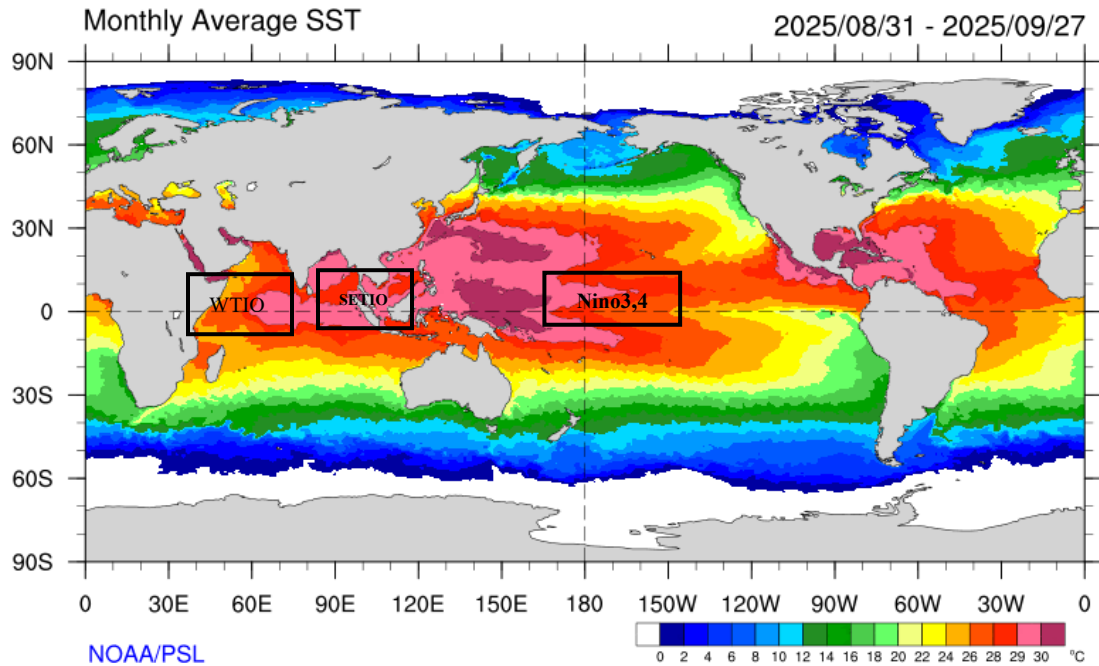 Monthly Average SST 2025/08/31 - 2025/09/27
90N
60N
30N
0
30S
60S
90S
WTIO
SETIO
Nino3,4
0 30E 60E 90E 120E 150E 180 150W 120W 90W 60W 30W 0
0 2 4 6 8 10 12 14 16 18 20 22 24 26 28 29 30 °C
NOAA/PSL